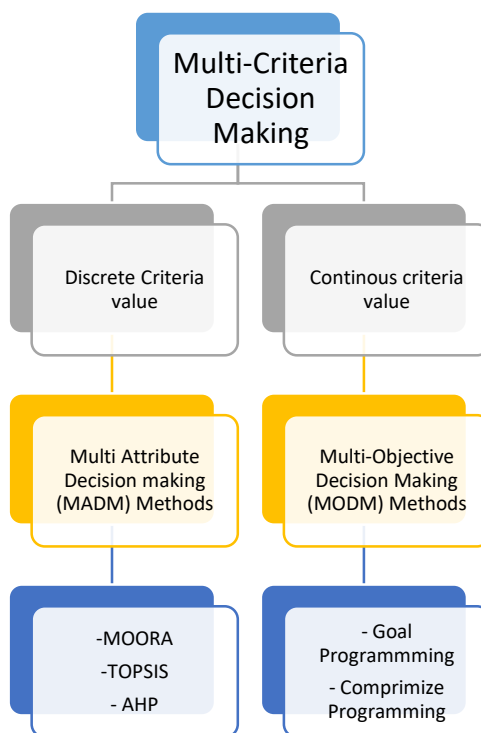 Multi-Criteria
Decision
Making
Discrete Criteria
value
Continous criteria
value
Multi Attribute
Decision making
(MADM) Methods
Multi-Objective
Decision Making
(MODM) Methods
-MOORA
-TOPSIS
- AHP
- Goal
Programmming
- Comprimize
Programming